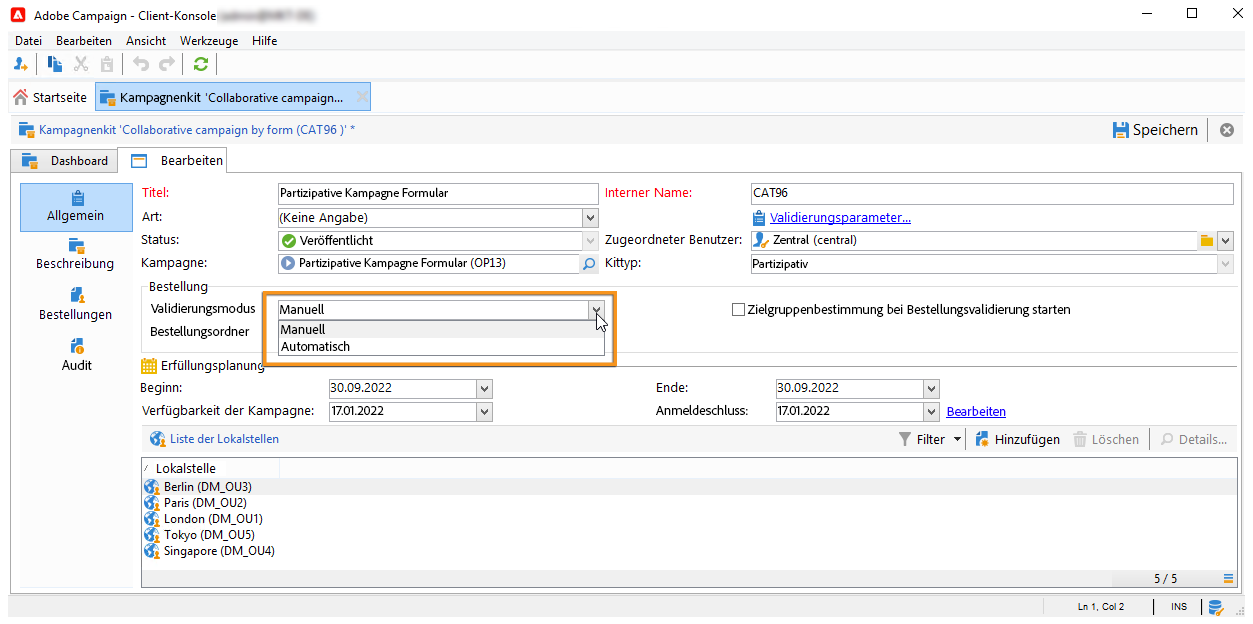 Adobe Campaign - Client-Konsole
Datei Bearbeiten Ansicht Werkzeuge Hilfe
Startseite Kampagnenkit 'Collaborative campaign...
Kampagnenkit 'Collaborative campaign by form (CAT96 )' * Speichern
Dashboard Bearbeiten
Allgemein
Beschreibung
Bestellungen
Audit
Titel: Partizipative Kampagne Formular Interner Name: CAT96
Art: (Keine Angabe) Validierungsparameter...
Status: Veröffentlicht Zugeordneter Benutzer: Zentral (central)
Kampagne: Partizipative Kampagne Formular (OP13) Kittyp: Partizipativ
Bestellung
Validierungsmodus Manuell Zielgruppenbestimmung bei Bestellungsvalidierung starten
Bestellungsordner Manuell
Automatisch
Erfüllungsplanung
Beginn: 30.09.2022 Ende: 30.09.2022
Verfügbarkeit der Kampagne: 17.01.2022 Anmeldeschluss: 17.01.2022 Bearbeiten
Liste der Lokalstellen Filter Hinzufügen Löschen Details...
Lokalstelle
Berlin (DM_OU3)
Paris (DM_OU2)
London (DM_OU1)
Tokyo (DM_OU5)
Singapore (DM_OU4)
5 / 5
Ln 1, Col 2 INS